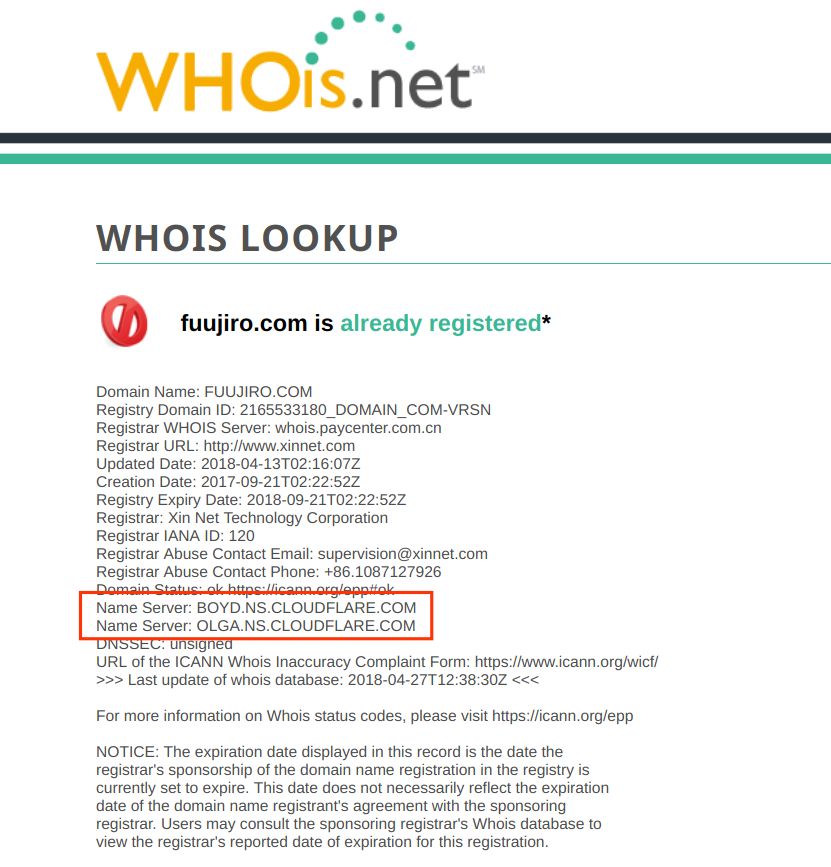 WHOis.net SM
WHOIS LOOKUP
fuujiro.com is already registered*
Domain Name: FUUJIRO.COM
Registry Domain ID: 2165533180_DOMAIN_COM-VRSN
Registrar WHOIS Server: whois.paycenter.com.cn
Registrar URL: http://www.xinnet.com
Updated Date: 2018-04-13T02:16:07Z
Creation Date: 2017-09-21T02:22:52Z
Registry Expiry Date: 2018-09-21T02:22:52Z
Registrar: Xin Net Technology Corporation
Registrar IANA ID: 120
Registrar Abuse Contact Email: supervision@xinnet.com
Registrar Abuse Contact Phone: +86.1087127926
Domain Status: ok https://icann.org/epp#ok
Name Server: BOYD.NS.CLOUDFLARE.COM
Name Server: OLGA.NS.CLOUDFLARE.COM
DNSSEC: unsigned
URL of the ICANN Whois Inaccuracy Complaint Form: https://www.icann.org/wicf/
>>> Last update of whois database: 2018-04-27T12:38:30Z <<<
For more information on Whois status codes, please visit https://icann.org/epp
NOTICE: The expiration date displayed in this record is the date the
registrar's sponsorship of the domain name registration in the registry is
currently set to expire. This date does not necessarily reflect the expiration
date of the domain name registrant's agreement with the sponsoring
registrar. Users may consult the sponsoring registrar's Whois database to
view the registrar's reported date of expiration for this registration.